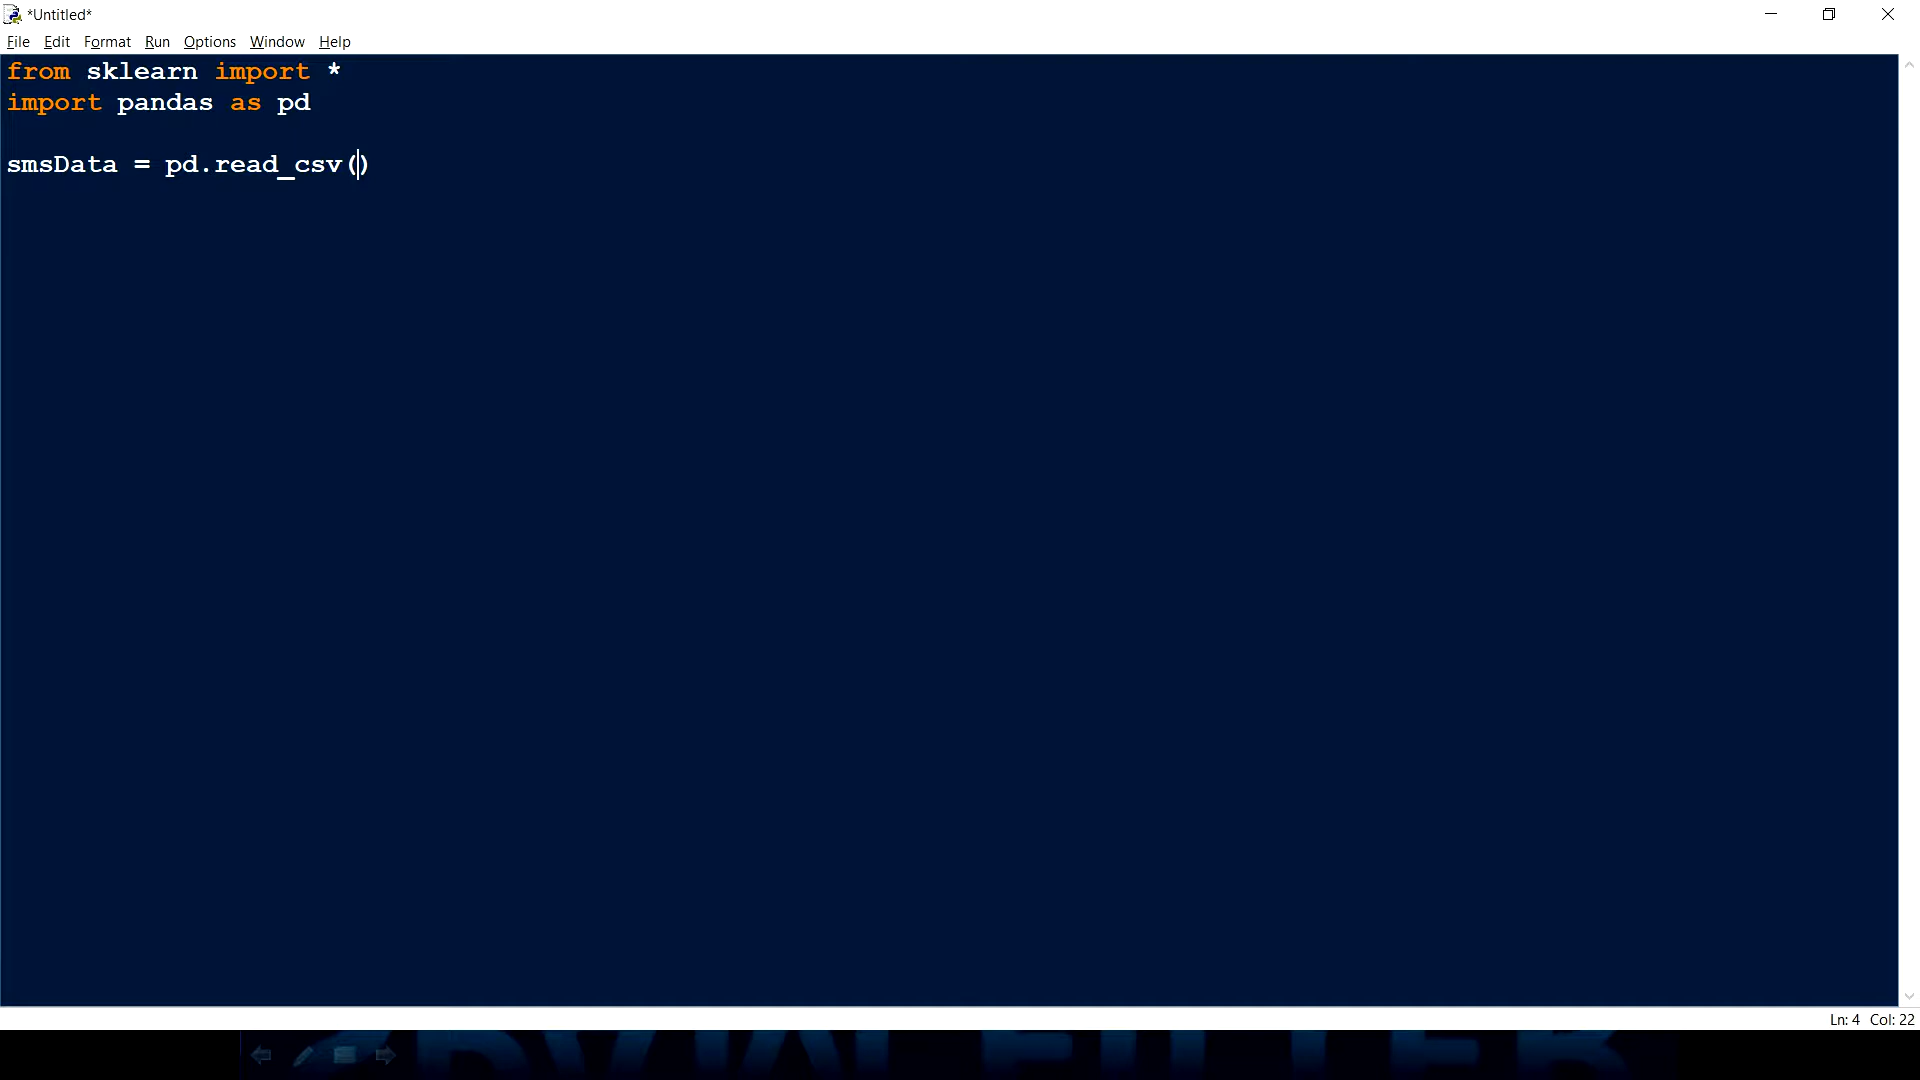 *Untitled*
File Edit Format Run Options Window Help
from sklearn import *
import pandas as pd
smsData = pd.read_csv()
Ln: 4 Col: 22